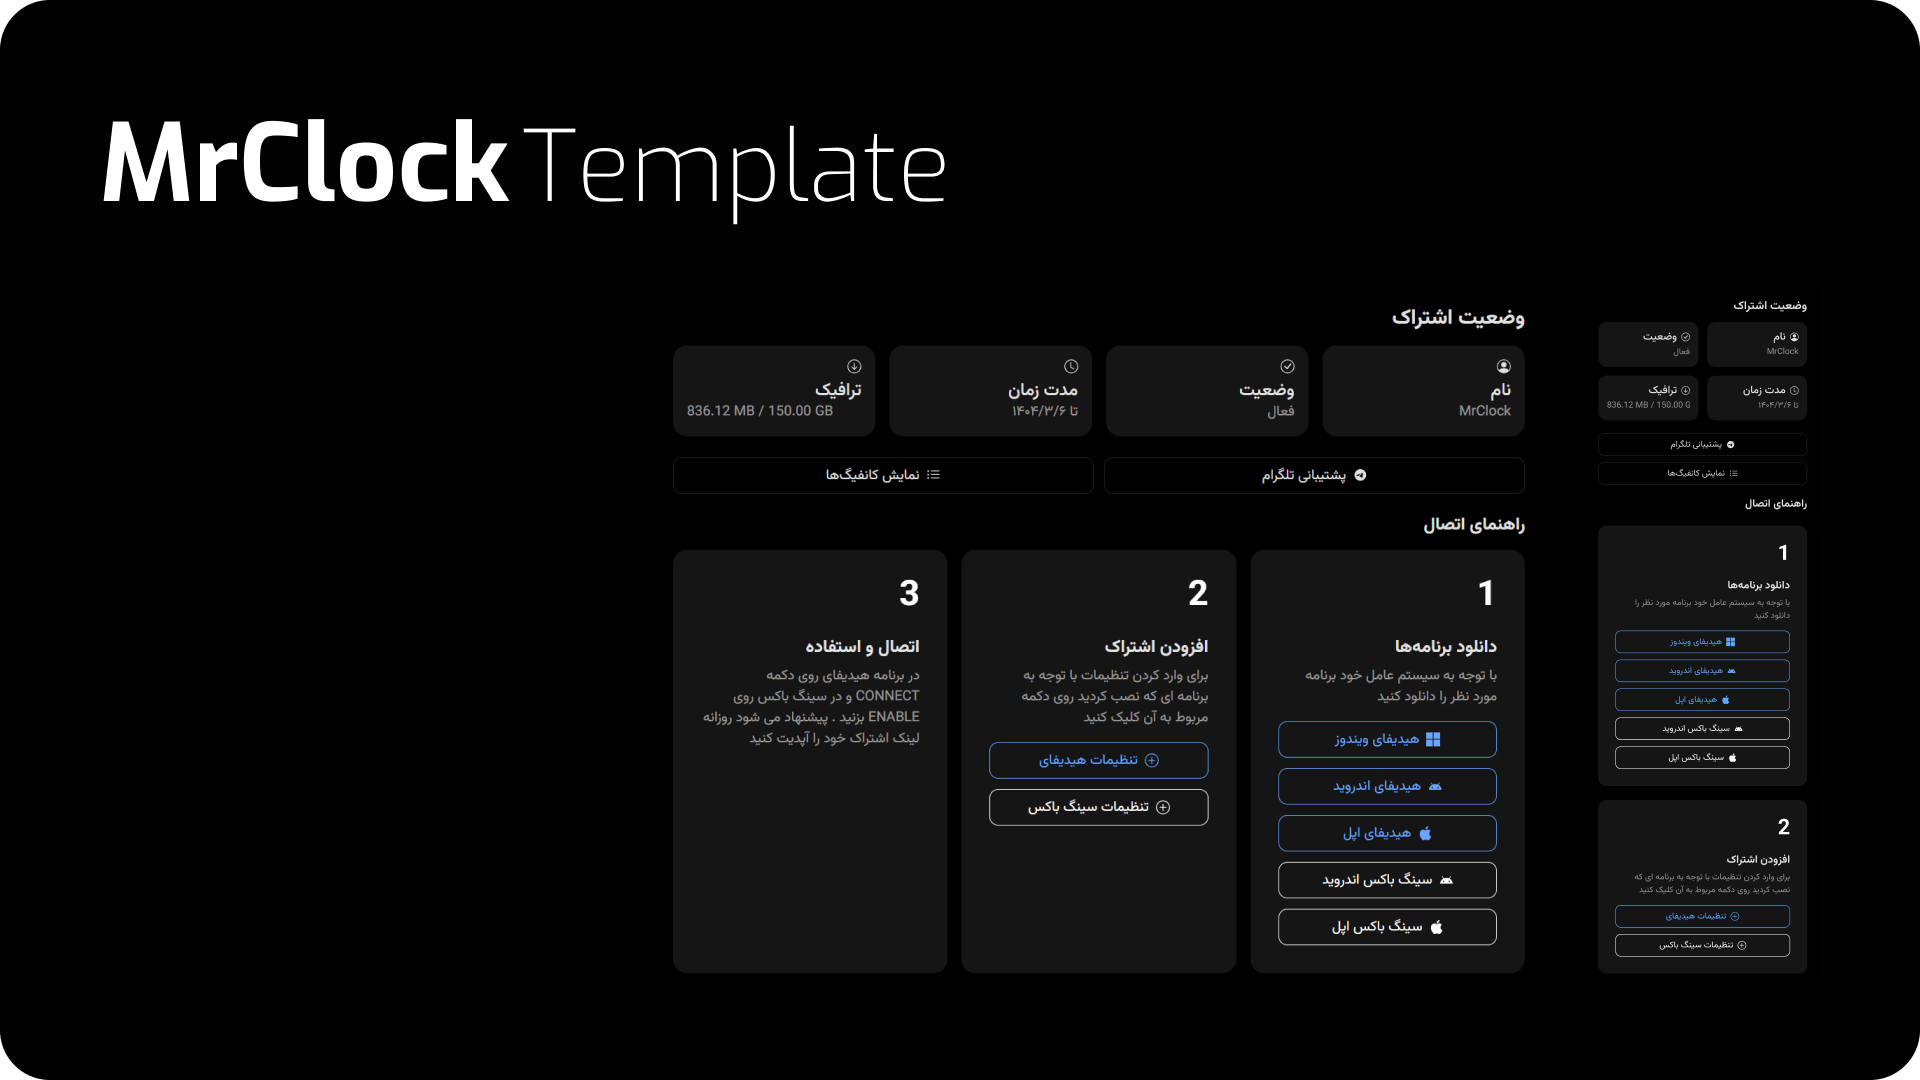 MrClock Template
وضعیت اشتراک
نام
MrClock
وضعیت
فعال
مدت زمان
تا ۱۴۰۴/۳/۶
ترافیک
836.12 MB / 150.00 GB
پشتیبانی تلگرام
نمایش کانفیگ‌ها
راهنمای اتصال
1
دانلود برنامه‌ها
با توجه به سیستم عامل خود برنامه
مورد نظر را دانلود کنید
هیدیفای ویندوز
هیدیفای اندروید
هیدیفای اپل
سینگ باکس اندروید
سینگ باکس اپل
2
افزودن اشتراک
برای وارد کردن تنظیمات با توجه به
برنامه ای که نصب کردید روی دکمه
مربوط به آن کلیک کنید
تنظیمات هیدیفای
تنظیمات سینگ باکس
3
اتصال و استفاده
در برنامه هیدیفای روی دکمه
CONNECT و در سینگ باکس روی
ENABLE بزنید . پیشنهاد می شود روزانه
لینک اشتراک خود را آپدیت کنید
وضعیت اشتراک
نام
MrClock
وضعیت
فعال
مدت زمان
تا ۱۴۰۴/۳/۶
ترافیک
836.12 MB / 150.00 G
پشتیبانی تلگرام
نمایش کانفیگ‌ها
راهنمای اتصال
1
دانلود برنامه‌ها
با توجه به سیستم عامل خود برنامه مورد نظر را
دانلود کنید
هیدیفای ویندوز
هیدیفای اندروید
هیدیفای اپل
سینگ باکس اندروید
سینگ باکس اپل
2
افزودن اشتراک
برای وارد کردن تنظیمات با توجه به برنامه ای که
نصب کردید روی دکمه مربوط به آن کلیک کنید
تنظیمات هیدیفای
تنظیمات سینگ باکس